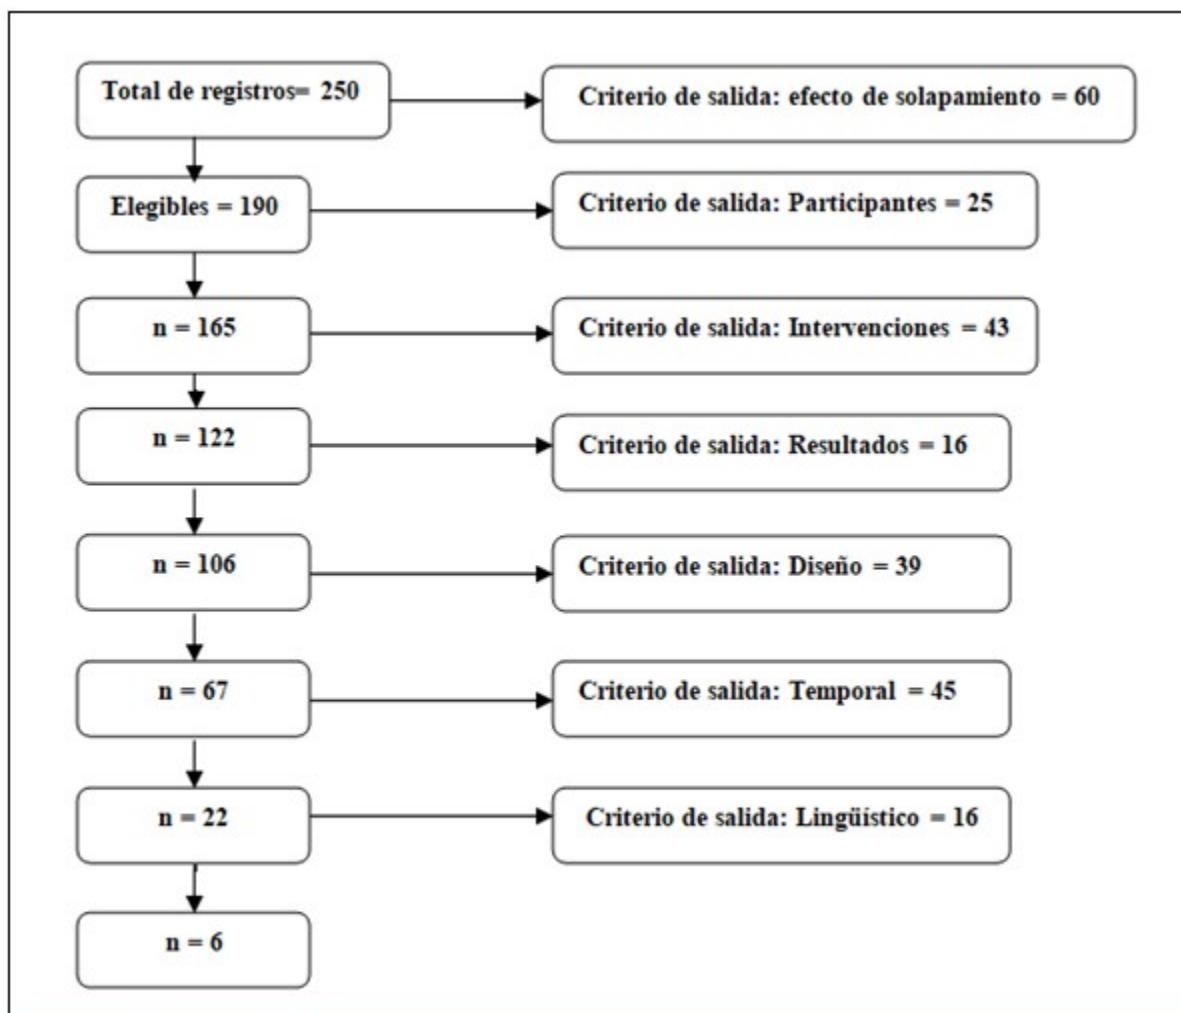 Total de registros= 250
Criterio de salida: efecto de solapamiento = 60
Elegibles = 190
Criterio de salida: Participantes = 25
n = 165
Criterio de salida: Intervenciones = 43
n = 122
Criterio de salida: Resultados = 16
n = 106
Criterio de salida: Diseño = 39
n = 67
Criterio de salida: Temporal = 45
n = 22
Criterio de salida: Lingüístico = 16
n = 6